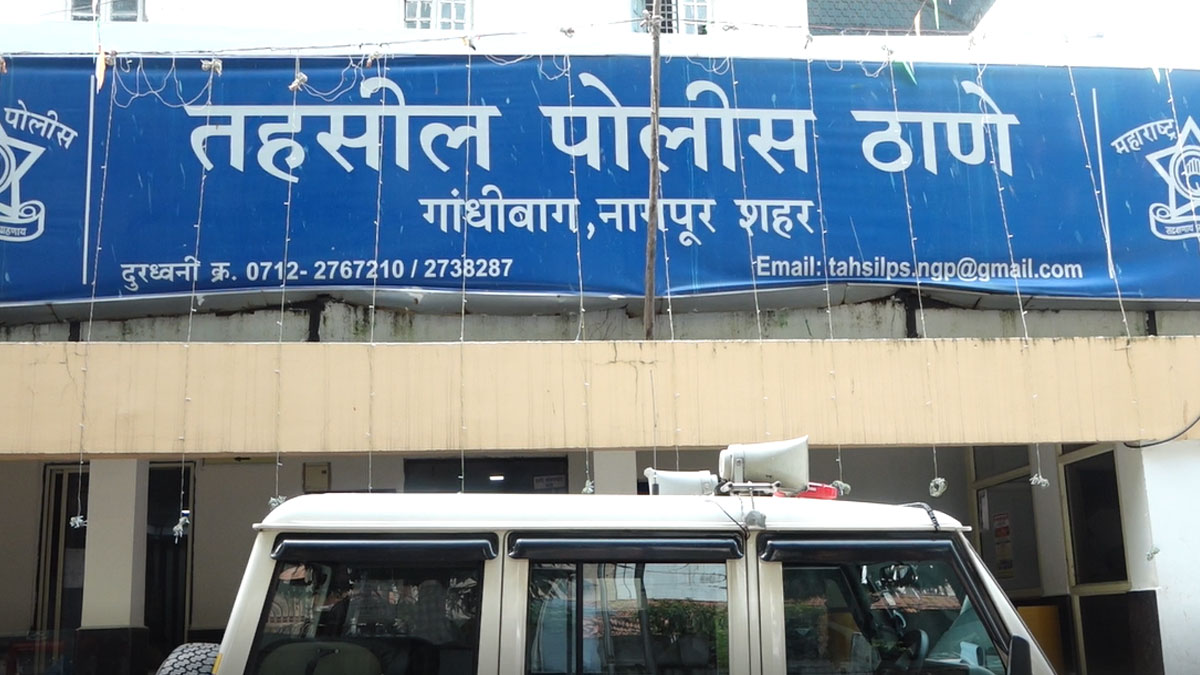 तहसील पोलीस ठाणे
गांधीबाग,नागपूर शहर
दुरध्वनी क्र. 0712- 2767210 / 2738287
Email: tahsilps.ngp@gmail.com
पोलीस
महाराष्ट्र